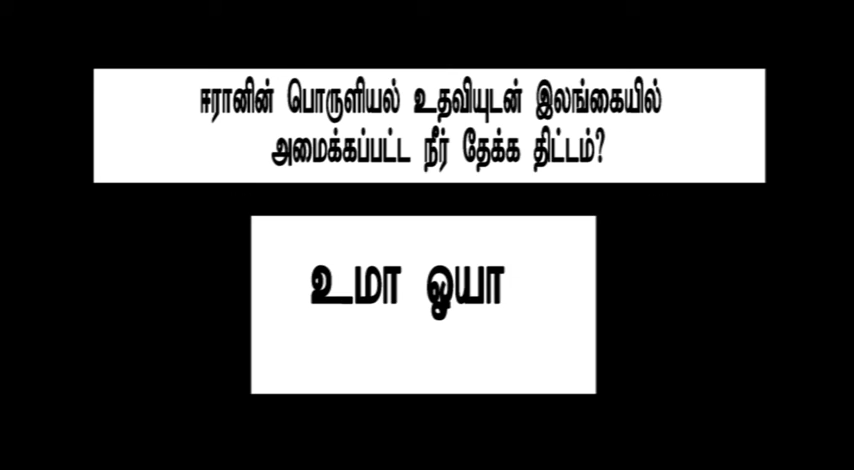 ஈரானின் பொருளியல் உதவியுடன் இலங்கையில்
அமைக்கப்பட்ட நீர் தேக்க திட்டம்?
உமா ஓயா